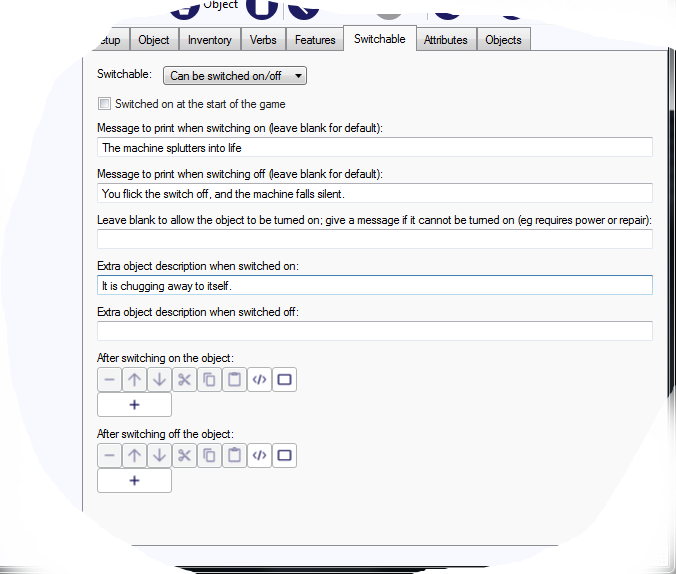 Object
etup Object Inventory Verbs Features Switchable Attributes Objects
Switchable: Can be switched on/off
Switched on at the start of the game
Message to print when switching on (leave blank for default):
The machine splutters into life
Message to print when switching off (leave blank for default):
You flick the switch off, and the machine falls silent.
Leave blank to allow the object to be turned on; give a message if it cannot be turned on (eg requires power or repair):
Extra object description when switched on:
It is chugging away to itself.
Extra object description when switched off:
After switching on the object:
After switching off the object: